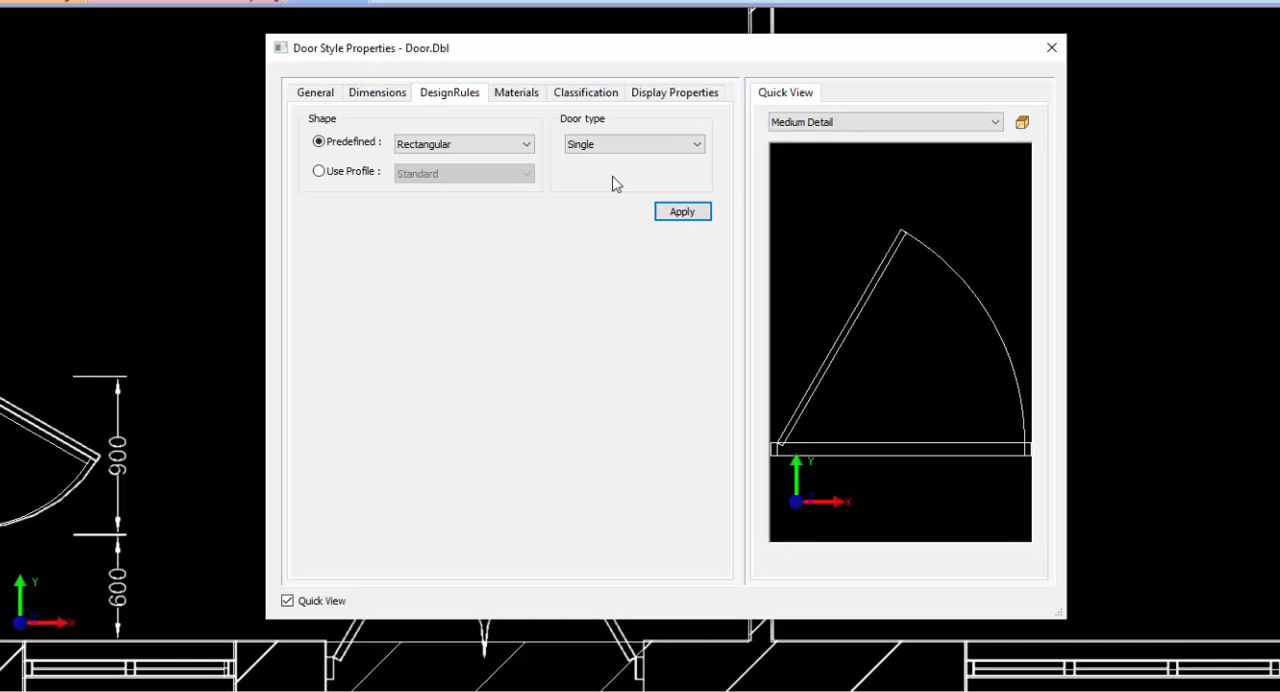 Door Style Properties - Door.Dbl
General Dimensions DesignRules Materials Classification Display Properties
Shape
Predefined : Rectangular
Use Profile : Standard
Door type
Single
Apply
Quick View
Medium Detail
Y
X
Quick View
900
600
Y
X